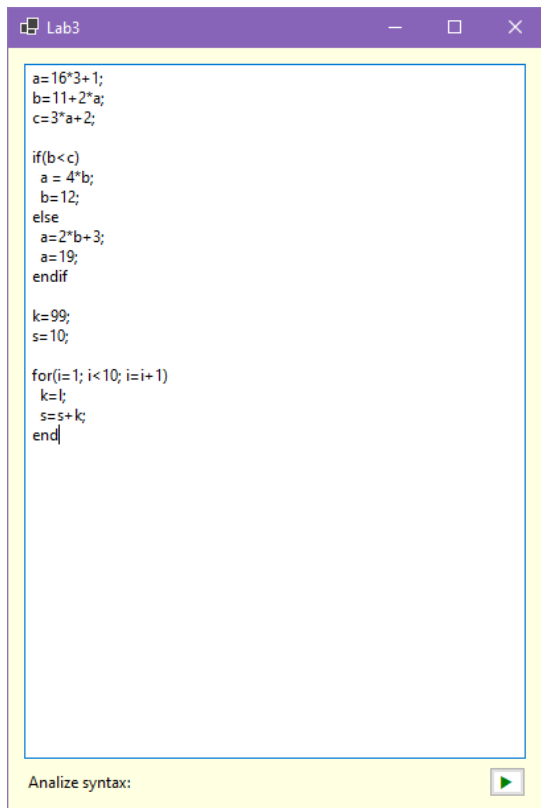 Lab3
a=16*3+1;
b=11+2*a;
c=3*a+2;
if(b<c)
a = 4*b;
b=12;
else
a=2*b+3;
a=19;
endif
k=99;
s=10;
for(i=1; i<10; i=i+1)
k=I;
s=s+k;
end
Analize syntax: